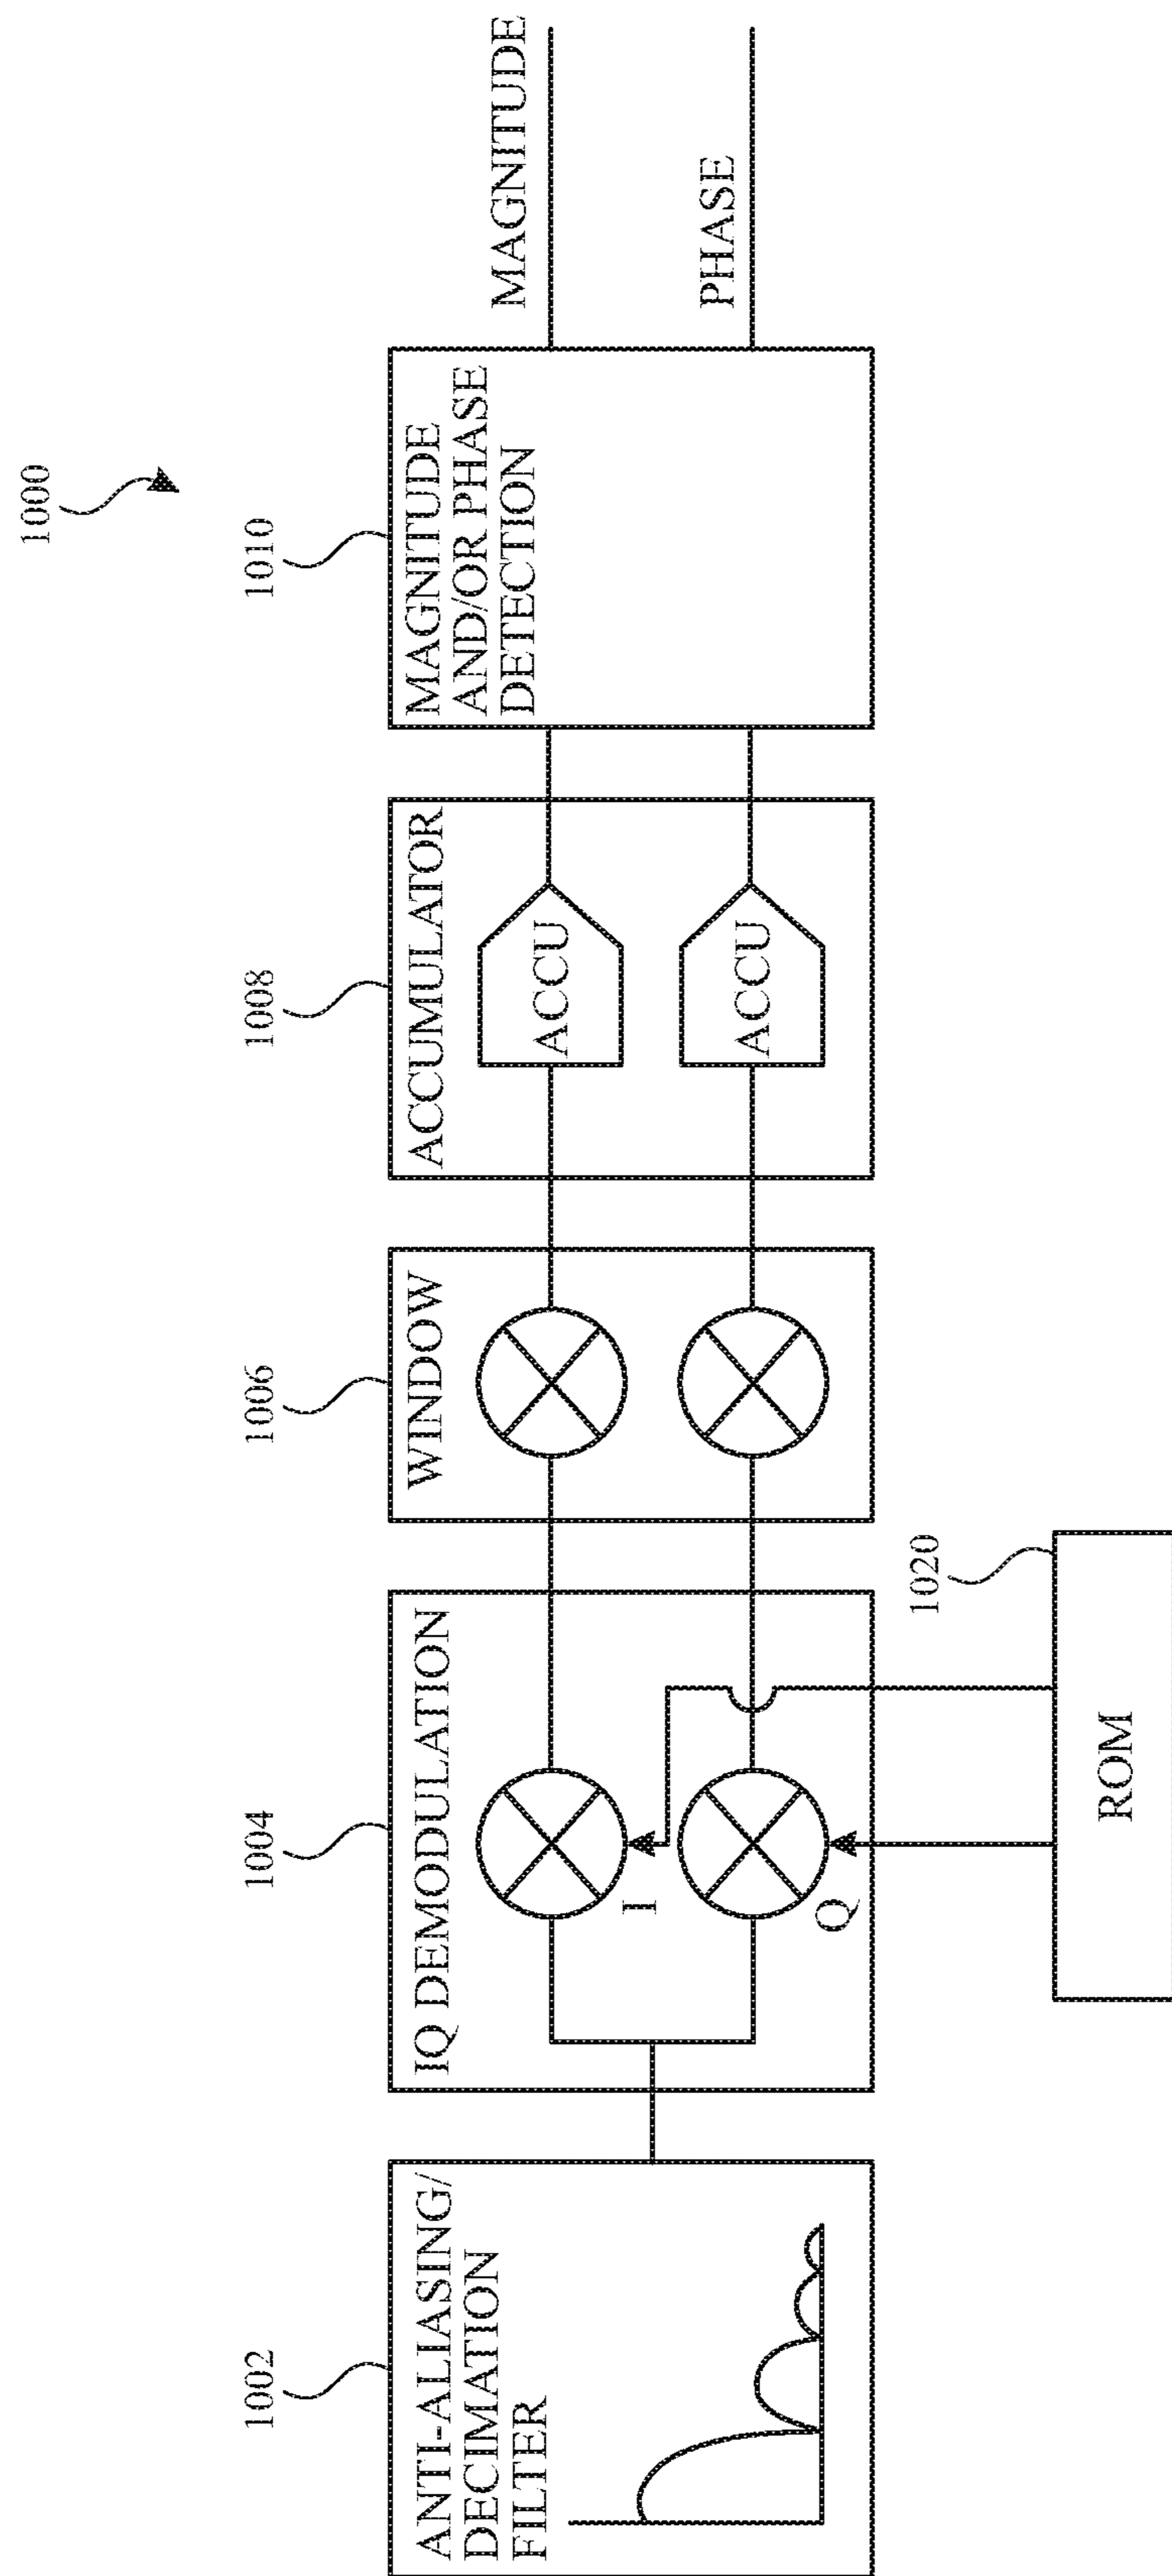 1000
1002
ANTI-ALIASING/
DECIMATION
FILTER
1004
IQ DEMODULATION
I
Q
1006
WINDOW
1008
ACCUMULATOR
ACCU
ACCU
1010
MAGNITUDE
AND/OR PHASE
DETECTION
MAGNITUDE
PHASE
1020
ROM